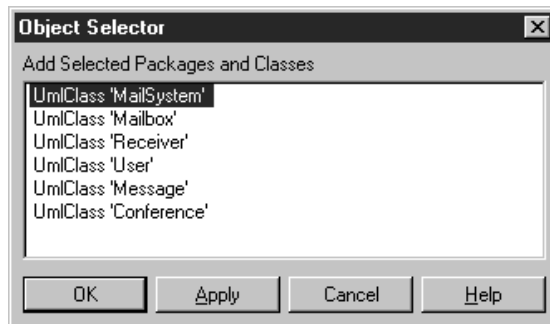 Object Selector
Add Selected Packages and Classes
UmlClass 'MailSystem'
UmlClass 'Mailbox'
UmlClass 'Receiver'
UmlClass 'User'
UmlClass 'Message'
UmlClass 'Conference'
OK Apply Cancel Help